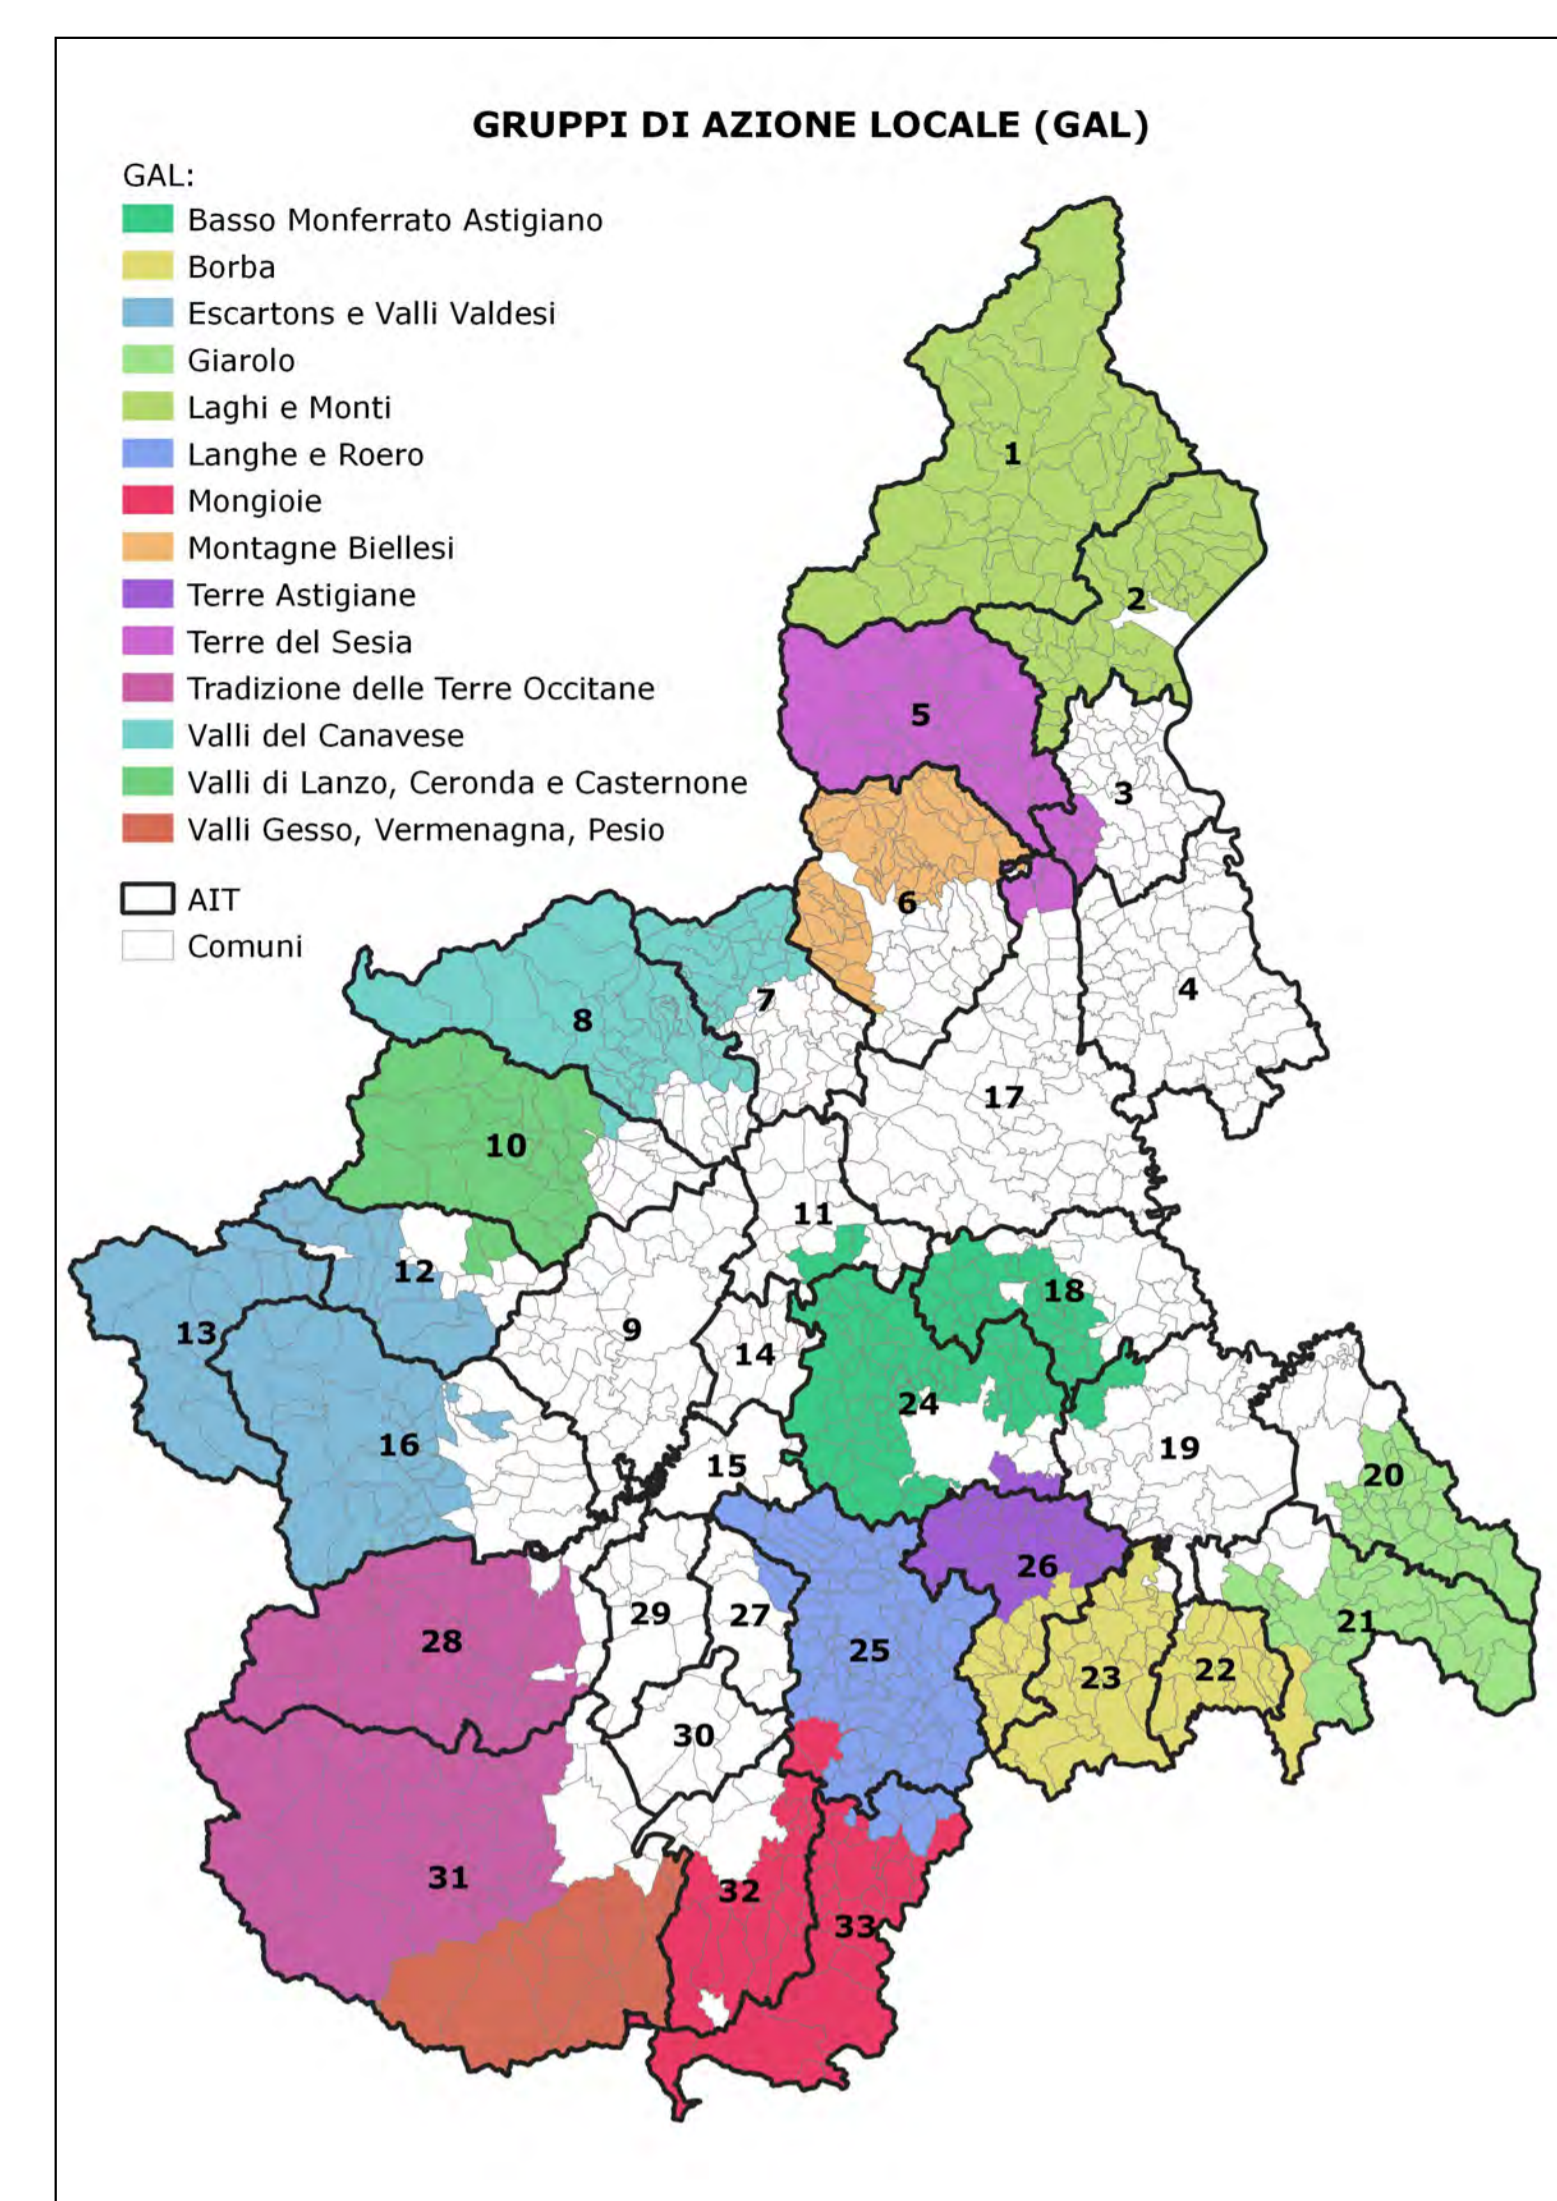 GRUPPI DI AZIONE LOCALE (GAL)
GAL:
Basso Monferrato Astigiano
Borba
Escartons e Valli Valdesi
Giarolo
Laghi e Monti
Langhe e Roero
Mongioie
Montagne Biellesi
Terre Astigiane
Terre del Sesia
Tradizione delle Terre Occitane
Valli del Canavese
Valli di Lanzo, Ceronda e Casternone
Valli Gesso, Vermenagna, Pesio
AIT
Comuni
1
2
5
3
6
4
7
8
17
10
11
12
18
13
9
14
24
16
19
15
20
26
29
27
21
28
25
22
23
30
31
32
33